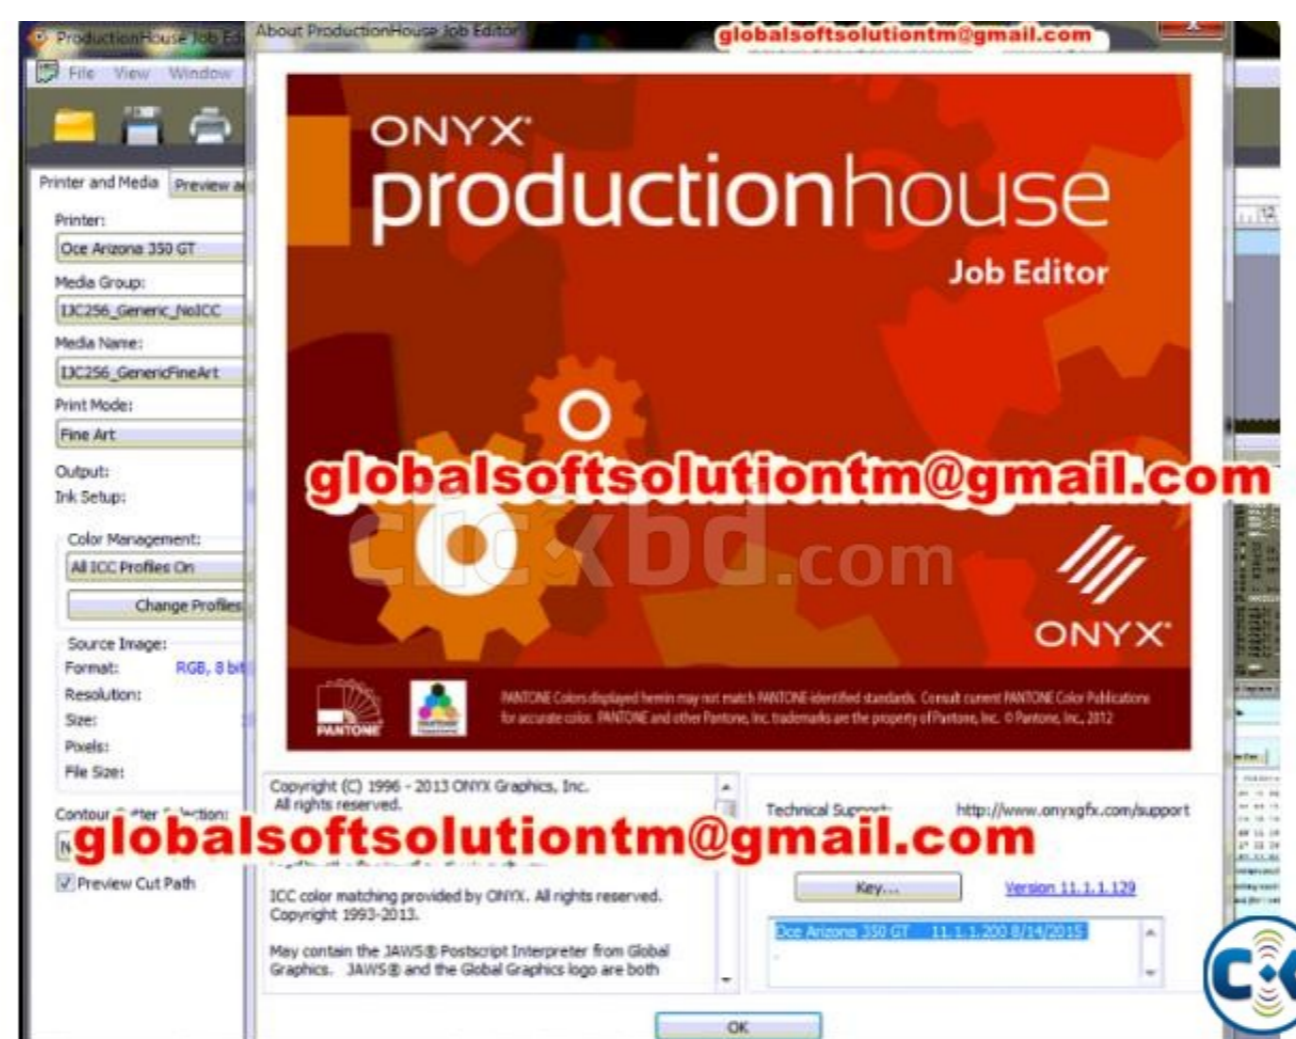 ProductionHouse Job Edi
About ProductionHouse Job Editor
globalsoftsolutiontm@gmail.com
File View Window
ONYX
productionhouse
Job Editor
Printer and Media
Preview a
Printer:
Oce Arizona 350 GT
12
Media Group:
IJC256_Generic_NoICC
Media Name:
IJC256_GenericFineArt
Print Mode:
Fine Art
Output:
Ink Setup:
globalsoftsolutiontm@gmail.com
clickbd.com
Color Management:
All ICC Profiles On
Change Profiles
ONYX
Source Image:
Format: RGB, 8 bit
Resolution:
Size:
Pixels:
File Size:
PANTONE
PANTONE Colors displayed herein may not match PANTONE-identified standards. Consult current PANTONE Color Publications
for accurate color. PANTONE and other Pantone, Inc. trademarks are the property of Pantone, Inc. © Pantone, Inc., 2012
Copyright (C) 1996 - 2013 ONYX Graphics, Inc.
All rights reserved.
Technical Support: http://www.onyxgfx.com/support
Contour Cutter Selection:
globalsoftsolutiontm@gmail.com
Preview Cut Path
ICC color matching provided by ONYX. All rights reserved.
Copyright 1993-2013.
Key... Version 11.1.1.129
Oce Arizona 350 GT 11.1.1.200 8/14/2015
May contain the JAWS® Postscript Interpreter from Global
Graphics. JAWS® and the Global Graphics logo are both
OK